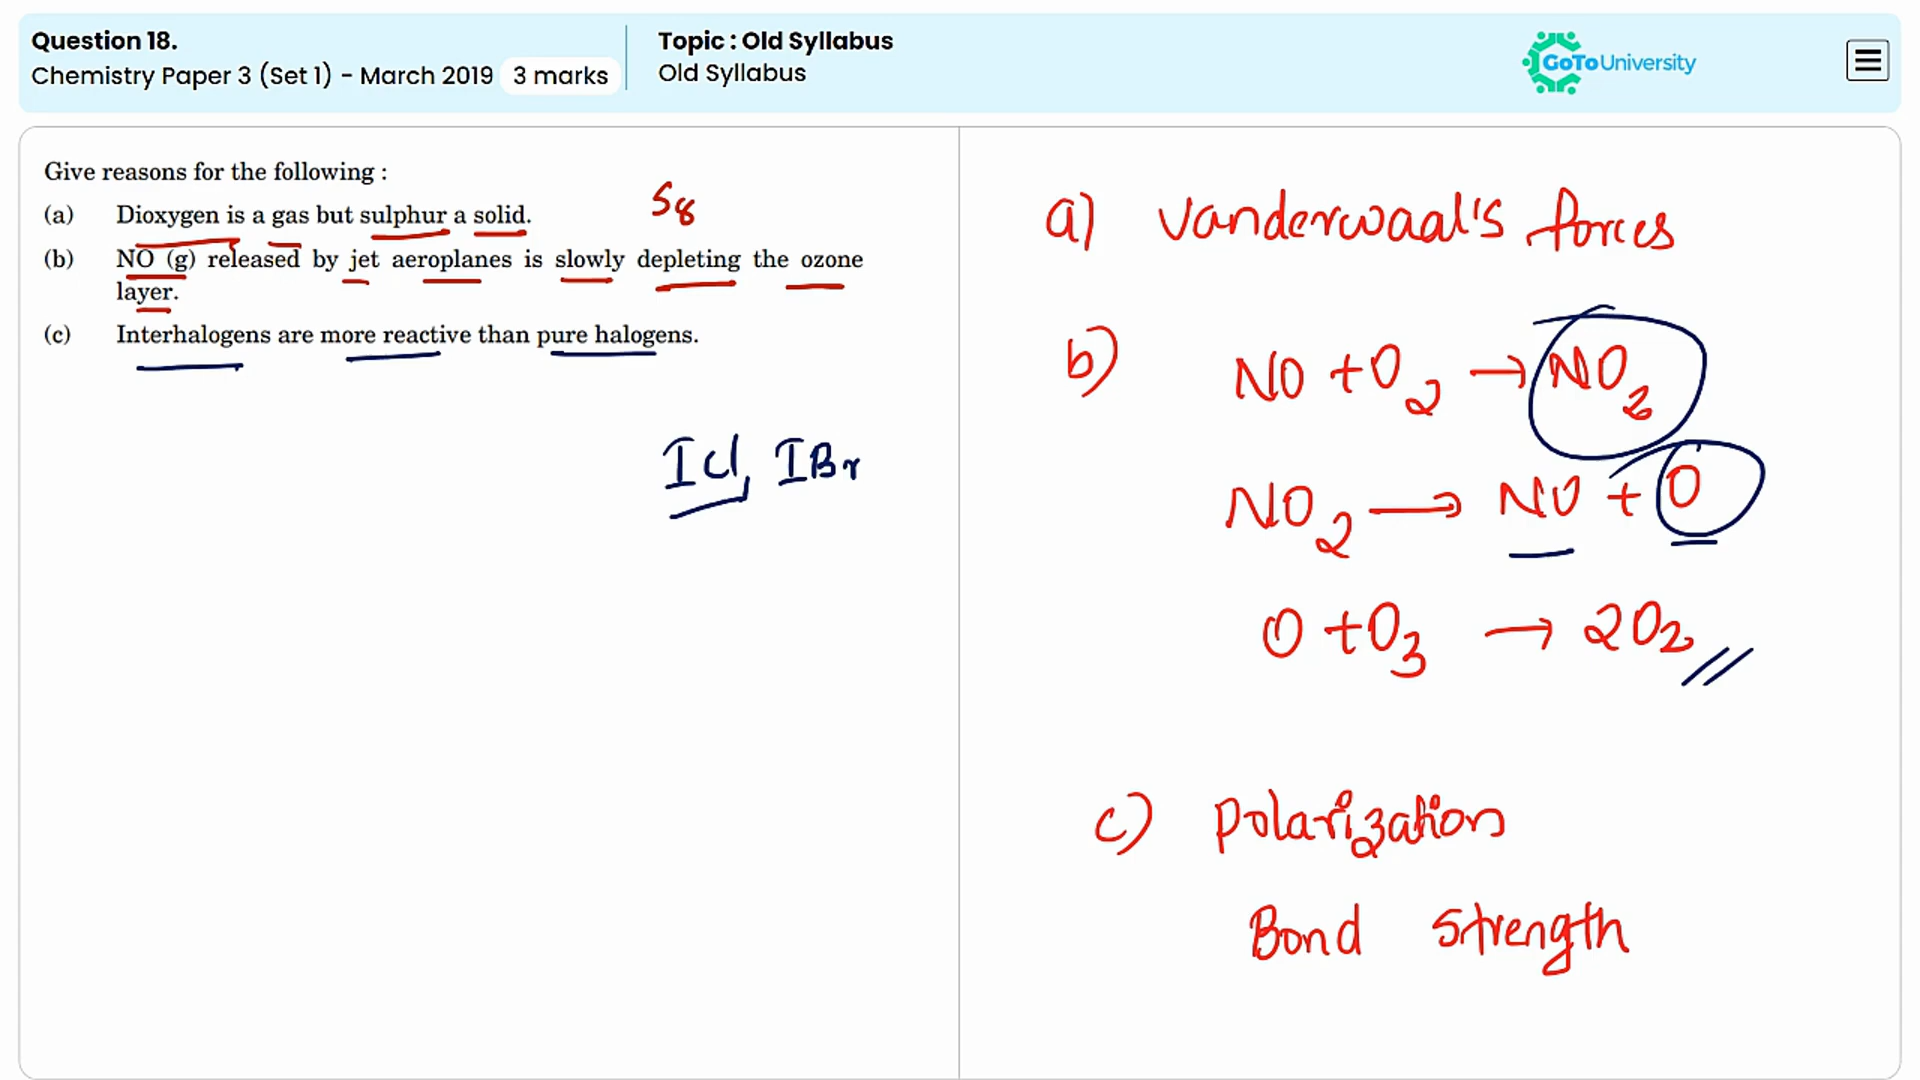 Question 18.
Chemistry Paper 3 (Set 1) - March 2019 3 marks
Topic : Old Syllabus
Old Syllabus
GoToUniversity
Give reasons for the following :
(a) Dioxygen is a gas but sulphur a solid.
S8
(b) NO (g) released by jet aeroplanes is slowly depleting the ozone
layer.
(c) Interhalogens are more reactive than pure halogens.
ICl, IBr
a) Vanderwaal's forces
b) NO + O2 → NO2
NO2 → NO + O
O + O3 → 2O2
c) Polarization
Bond strength